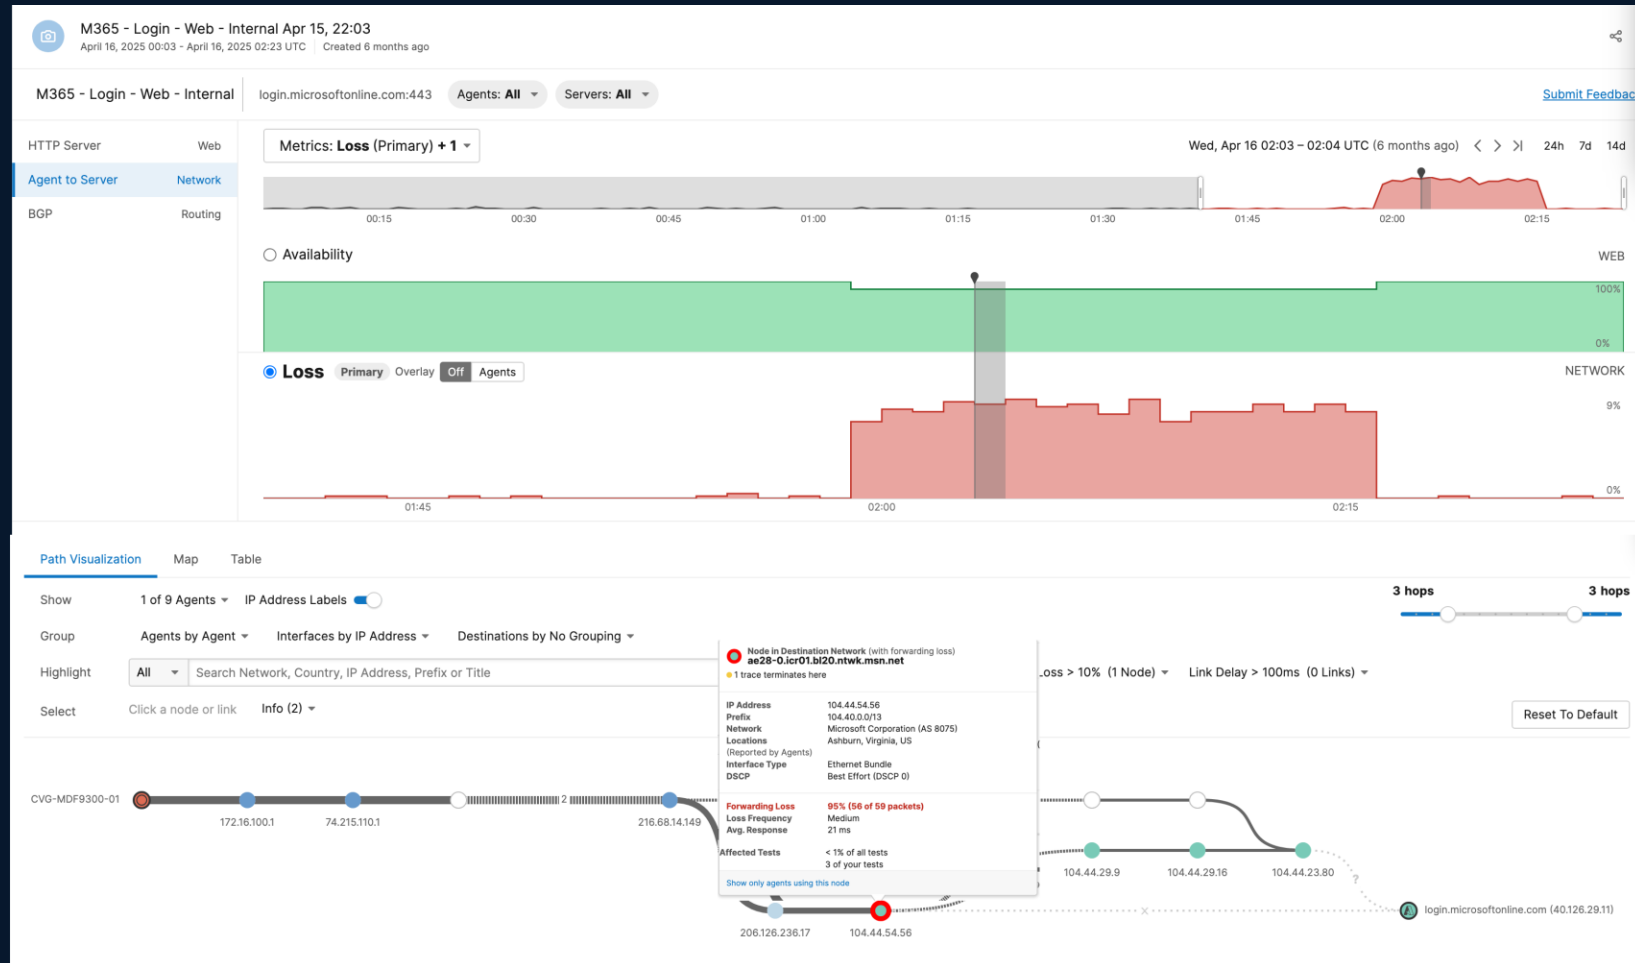 M365 - Login - Web - Internal Apr 15, 22:03
April 16, 2025 00:03 - April 16, 2025 02:23 UTC Created 6 months ago
M365 - Login - Web - Internal login.microsoftonline.com:443 Agents: All Servers: All Submit Feedbac
HTTP Server Web
Agent to Server Network
BGP Routing
Metrics: Loss (Primary) + 1 Wed, Apr 16 02:03 – 02:04 UTC (6 months ago) 24h 7d 14d
00:15 00:30 00:45 01:00 01:15 01:30 01:45 02:00 02:15
Availability WEB
100%
0%
Loss Primary Overlay Off Agents NETWORK
9%
0%
01:45 02:00 02:15
Path Visualization Map Table
Show 1 of 9 Agents IP Address Labels 3 hops 3 hops
Group Agents by Agent Interfaces by IP Address Destinations by No Grouping
Highlight All Search Network, Country, IP Address, Prefix or Title Loss > 10% (1 Node) Link Delay > 100ms (0 Links)
Select Click a node or link Info (2) Reset To Default
Node in Destination Network (with forwarding loss)
ae28-0.icr01.bl20.ntwk.msn.net
1 trace terminates here
IP Address 104.44.54.56
Prefix 104.40.0.0/13
Network Microsoft Corporation (AS 8075)
Locations Ashburn, Virginia, US
(Reported by Agents)
Interface Type Ethernet Bundle
DSCP Best Effort (DSCP 0)
Forwarding Loss 95% (56 of 59 packets)
Loss Frequency Medium
Avg. Response 21 ms
Affected Tests < 1% of all tests
3 of your tests
Show only agents using this node
CVG-MDF9300-01 2
172.16.100.1 74.215.110.1 216.68.14.149
104.44.29.9 104.44.29.16 104.44.23.80
?
x login.microsoftonline.com (40.126.29.11)
206.126.236.17 104.44.54.56